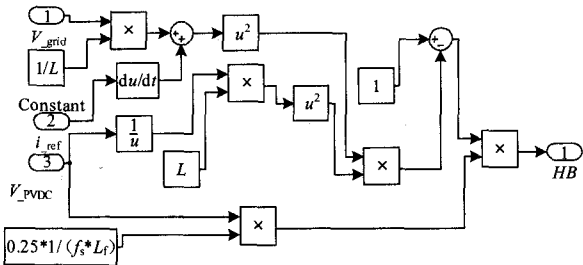 1
V_grid
×
++
u²
1/L
du/dt
Constant
2
i_ref
1/u
×
u²
1
+−
L
×
×
1
HB
3
V_PVDC
×
0.25*1/(fs*Lf)